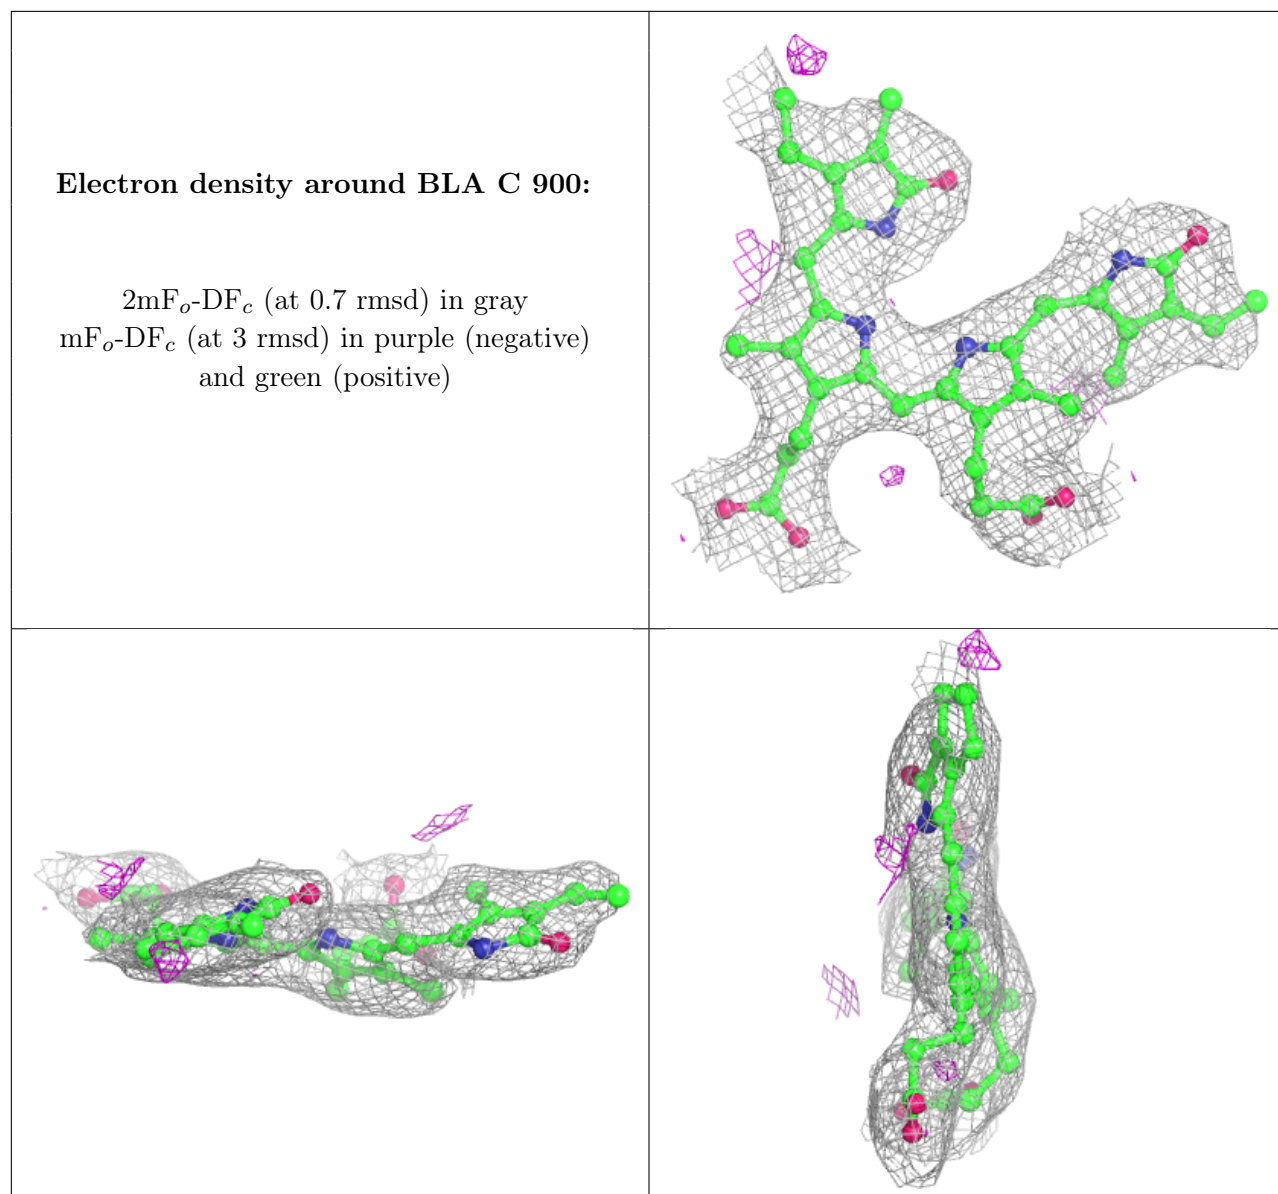 Electron density around BLA C 900:
2mFo-DFc (at 0.7 rmsd) in gray
mFo-DFc (at 3 rmsd) in purple (negative)
and green (positive)